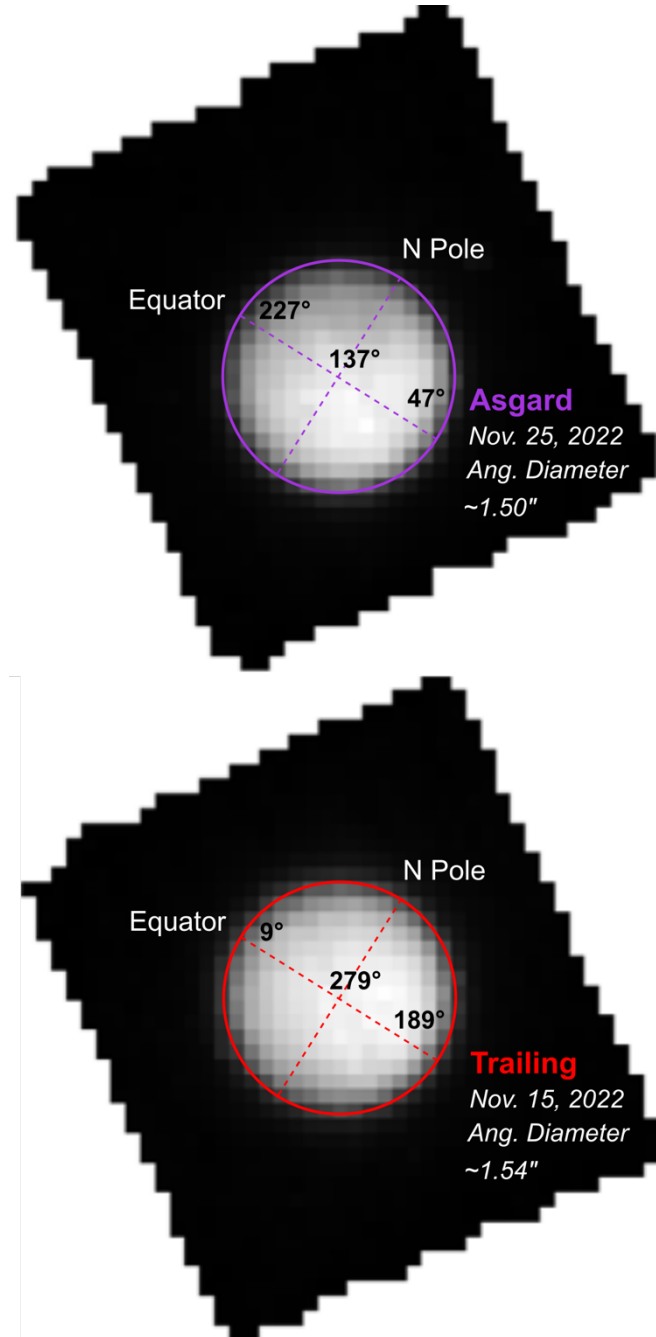 N Pole
Equator
227°
137°
47°
Asgard
Nov. 25, 2022
Ang. Diameter
~1.50"
N Pole
Equator
9°
279°
189°
Trailing
Nov. 15, 2022
Ang. Diameter
~1.54"